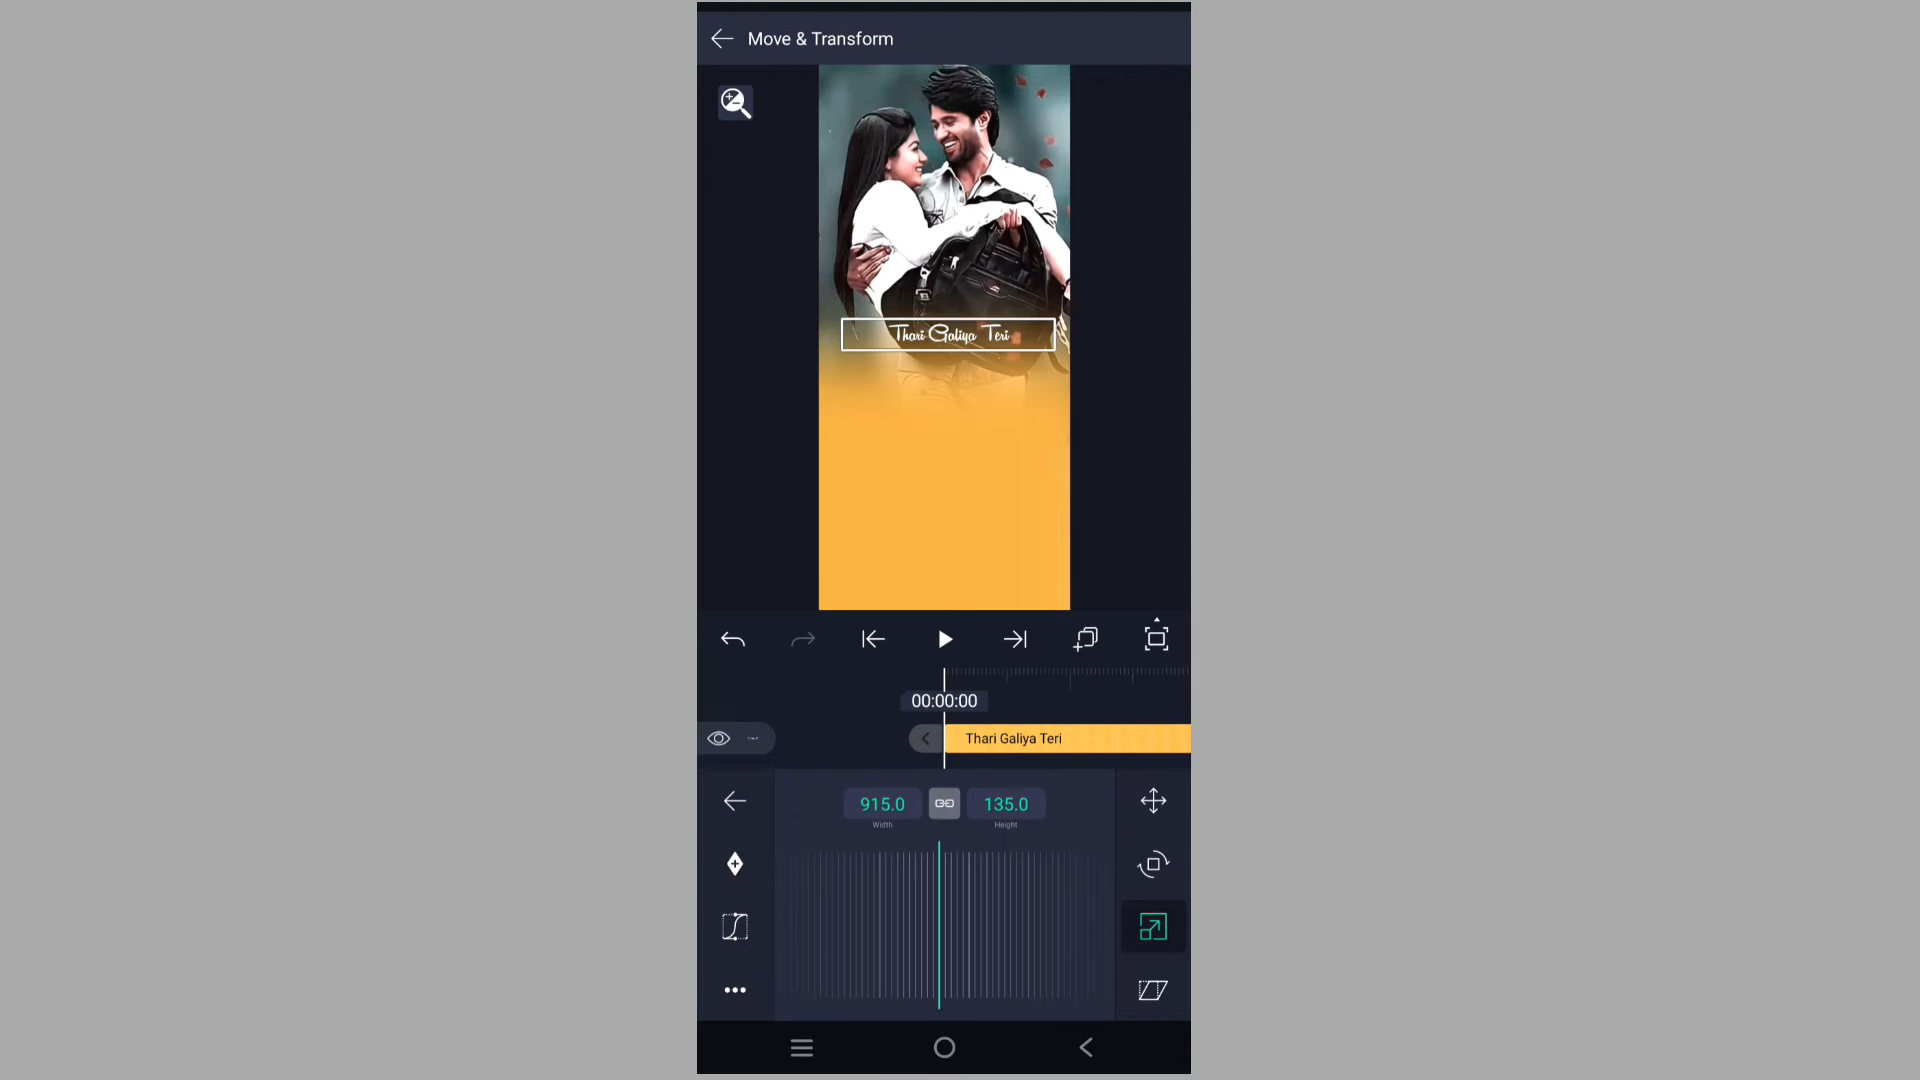 Move & Transform
Thari Galiya Teri
00:00:00
Thari Galiya Teri
915.0
135.0
Width
Height